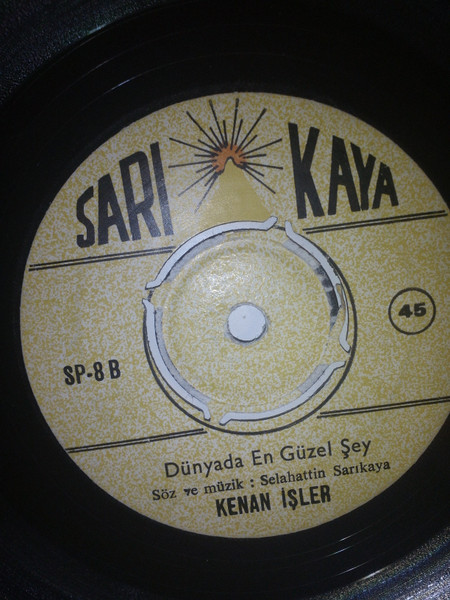 SARI KAYA
45
SP-8 B
Dünyada En Güzel Şey
Söz ve müzik : Selahattin Sarıkaya
KENAN İŞLER